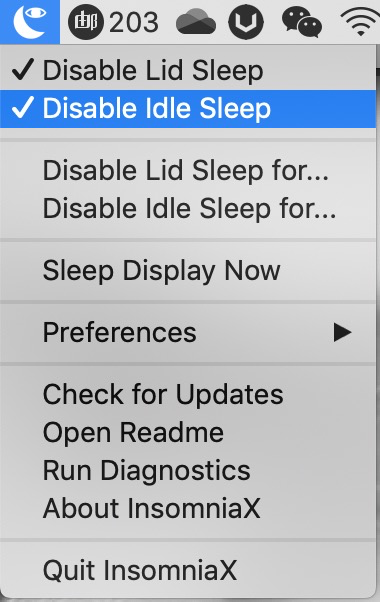 203
Disable Lid Sleep
Disable Idle Sleep
Disable Lid Sleep for...
Disable Idle Sleep for...
Sleep Display Now
Preferences
Check for Updates
Open Readme
Run Diagnostics
About InsomniaX
Quit InsomniaX